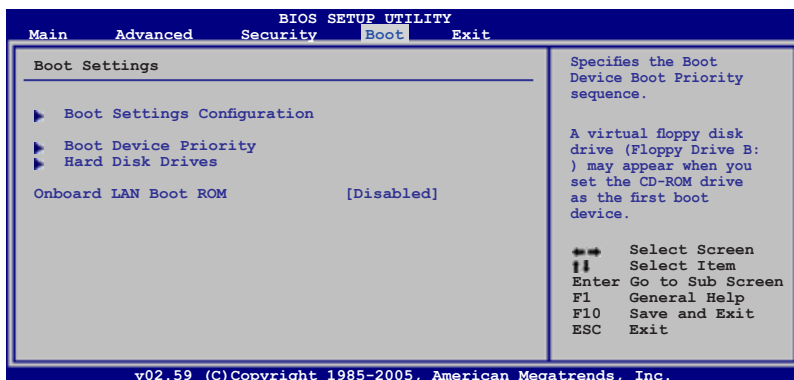 BIOS SETUP UTILITY
Main Advanced Security Boot Exit
Boot Settings
Boot Settings Configuration
Boot Device Priority
Hard Disk Drives
Onboard LAN Boot ROM [Disabled]
Specifies the Boot
Device Boot Priority
sequence.
A virtual floppy disk
drive (Floppy Drive B:
) may appear when you
set the CD-ROM drive
as the first boot
device.
Select Screen
Select Item
Enter Go to Sub Screen
F1 General Help
F10 Save and Exit
ESC Exit
v02.59 (C)Copyright 1985-2005, American Megatrends, Inc.